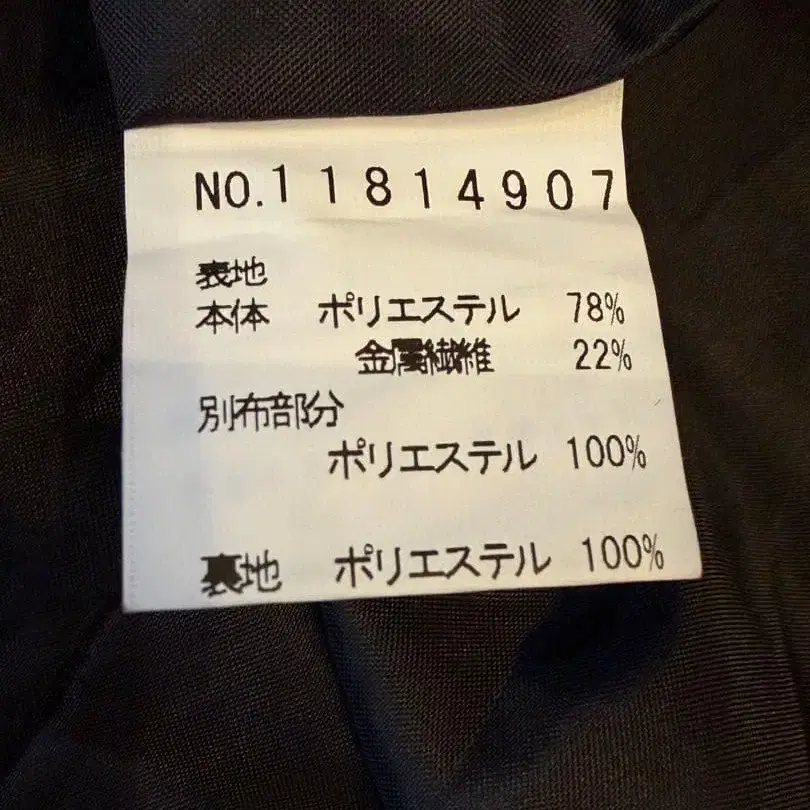 NO.11814907
表地
本体 ポリエステル 78%
金属繊維 22%
別布部分
ポリエステル 100%
裏地 ポリエステル 100%